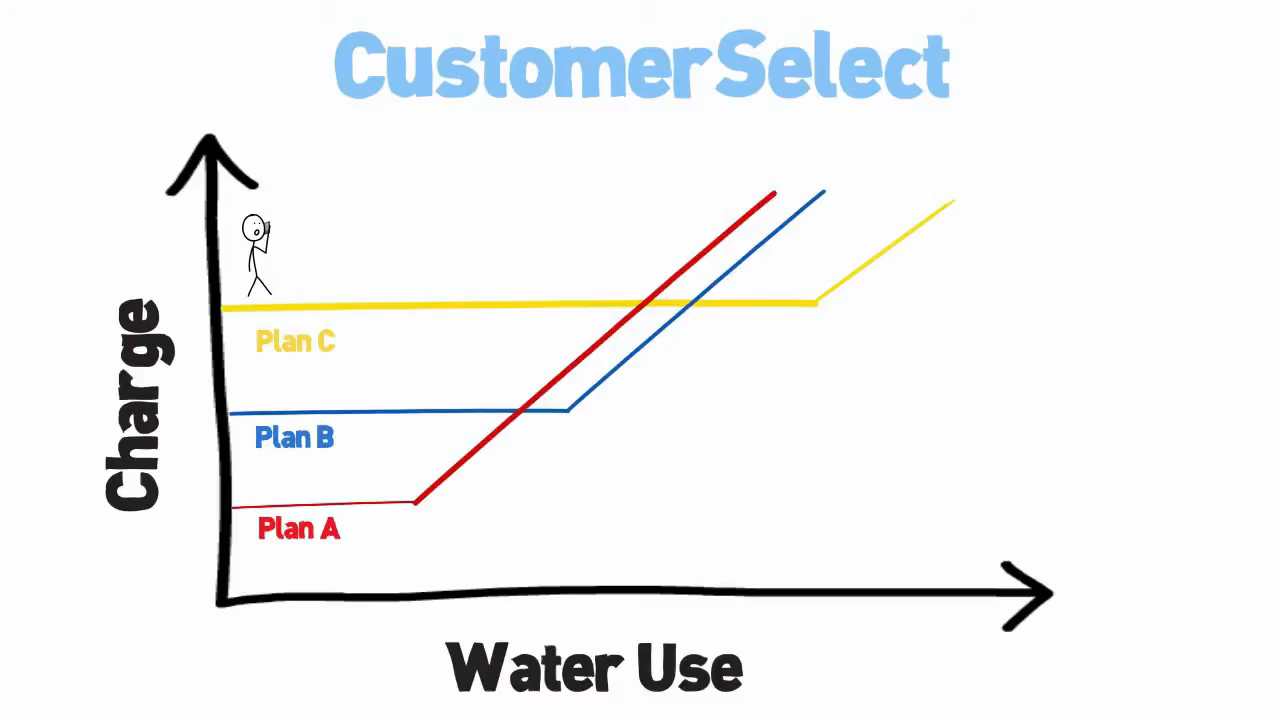 CustomerSelect
Charge
Plan C
Plan B
Plan A
Water Use